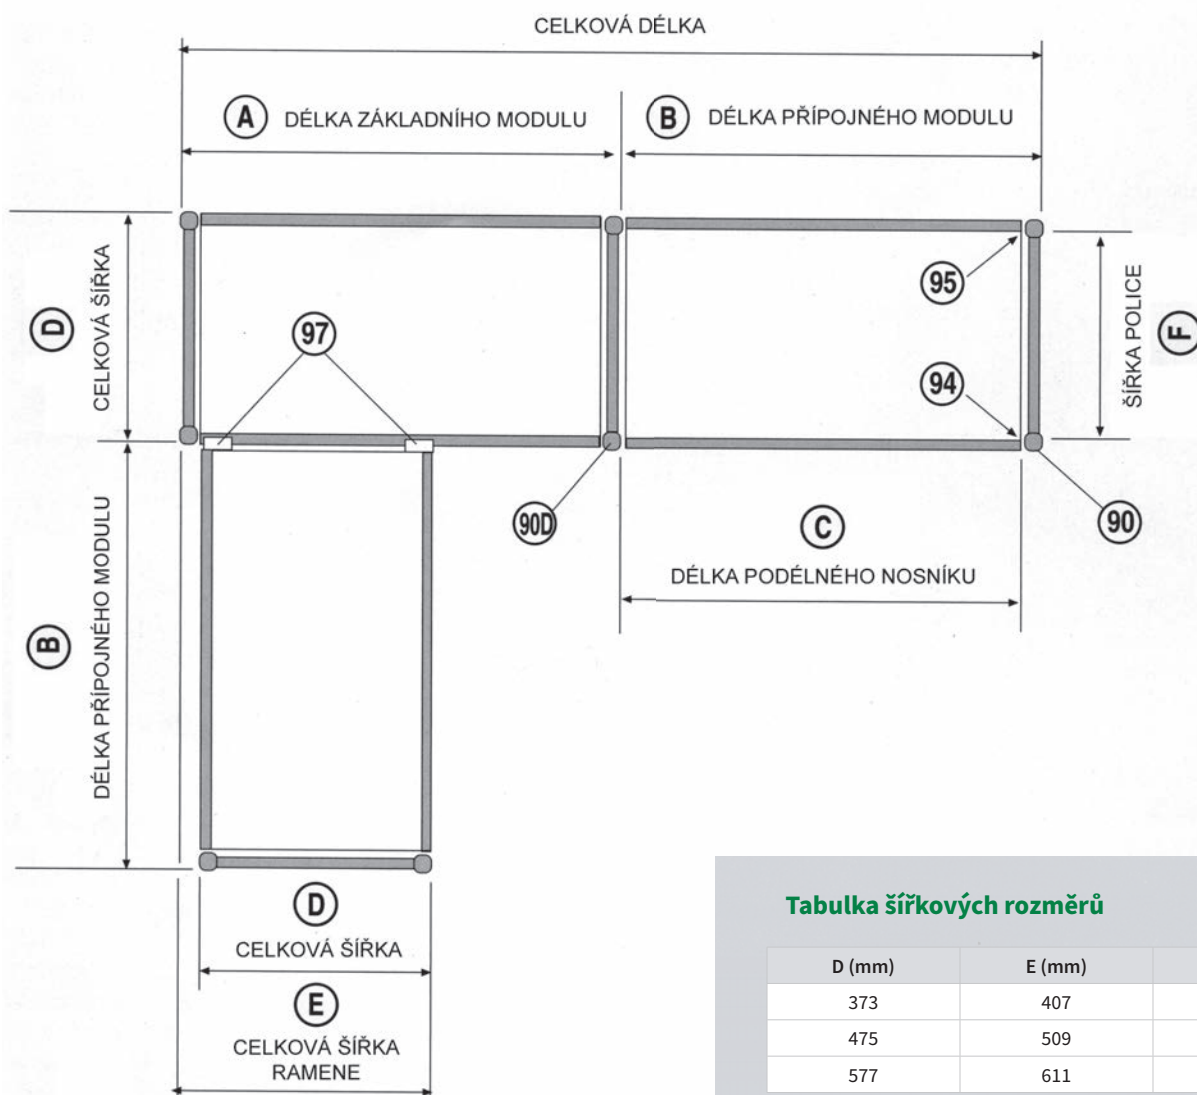 CELKOVÁ DÉLKA
A DÉLKA ZÁKLADNÍHO MODULU
B DÉLKA PŘÍPOJNÉHO MODULU
D CELKOVÁ ŠÍŘKA
97
95
94
ŠÍŘKA POLICE F
90D
90
C
DÉLKA PODÉLNÉHO NOSNÍKU
B DÉLKA PŘÍPOJNÉHO MODULU
D
CELKOVÁ ŠÍŘKA
E
CELKOVÁ ŠÍŘKA
RAMENE
Tabulka šířkových rozměrů
D (mm) E (mm)
373 407
475 509
577 611